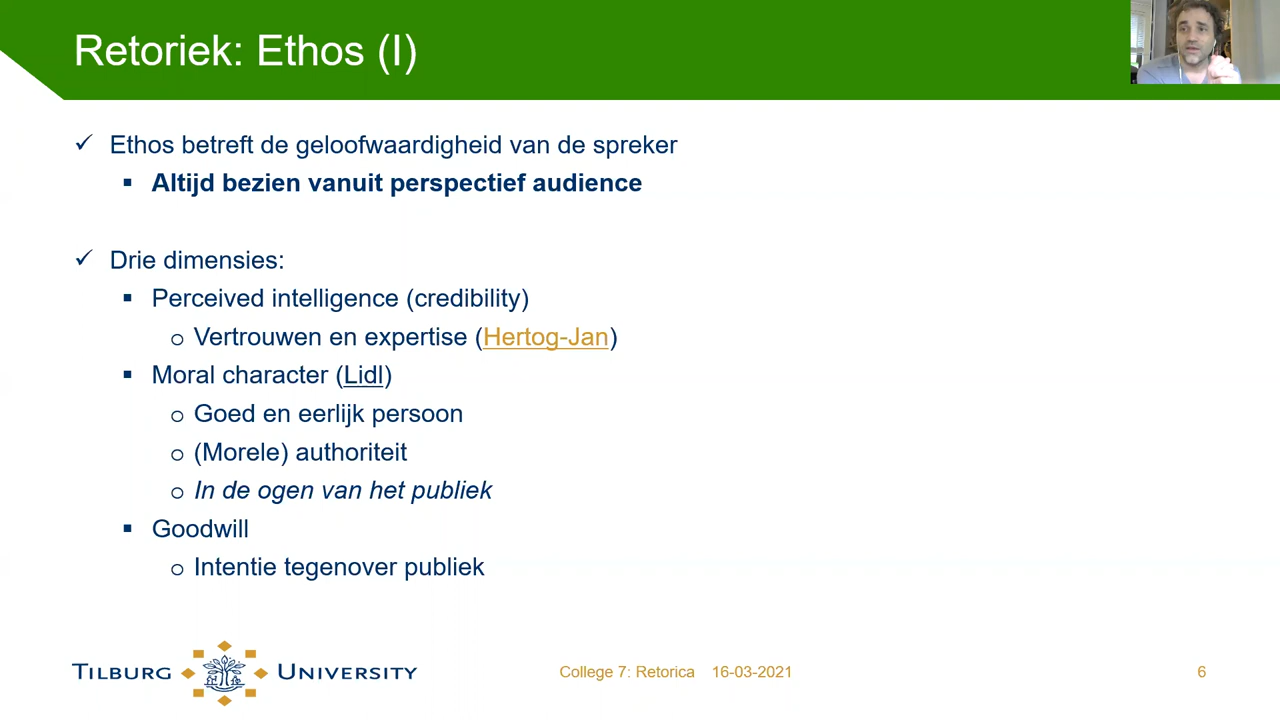 Retoriek: Ethos (I)
✓ Ethos betreft de geloofwaardigheid van de spreker
▪ Altijd bezien vanuit perspectief audience
✓ Drie dimensies:
▪ Perceived intelligence (credibility)
o Vertrouwen en expertise (Hertog-Jan)
▪ Moral character (Lidl)
o Goed en eerlijk persoon
o (Morele) authoriteit
o In de ogen van het publiek
▪ Goodwill
o Intentie tegenover publiek
TILBURG UNIVERSITY
College 7: Retorica 16-03-2021
6